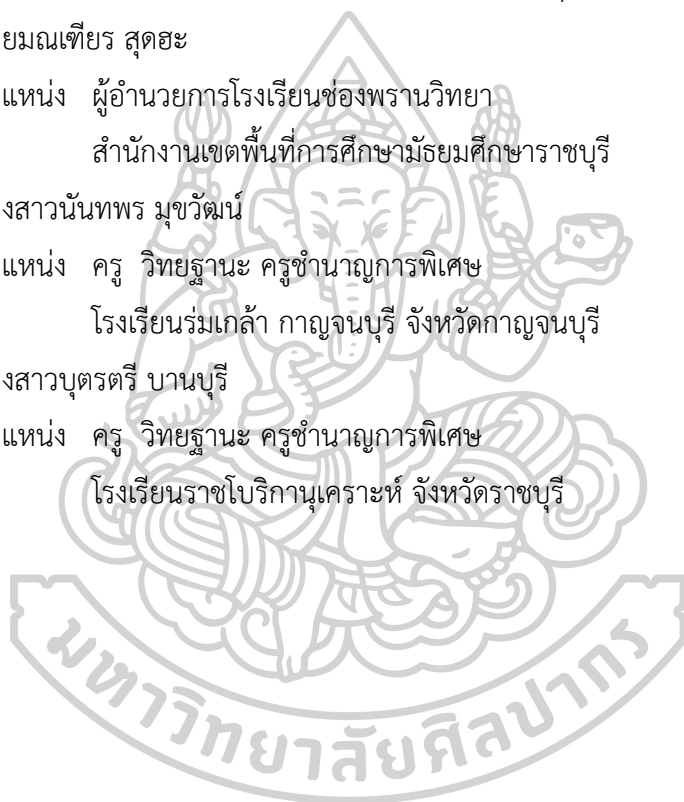 ยมณเฑียร สุดฮะ
แหน่ง ผู้อำนวยการโรงเรียนช่องพรานวิทยา
สำนักงานเขตพื้นที่การศึกษามัธยมศึกษาราชบุรี
งสาวนันทพร มุขวัฒน์
แหน่ง ครู วิทยฐานะ ครูชำนาญการพิเศษ
โรงเรียนร่มเกล้า กาญจนบุรี จังหวัดกาญจนบุรี
งสาวบุตรตรี บานบุรี
แหน่ง ครู วิทยฐานะ ครูชำนาญการพิเศษ
โรงเรียนราชโบริกานุเคราะห์ จังหวัดราชบุรี
มหาวิทยาลัยศิลปากร